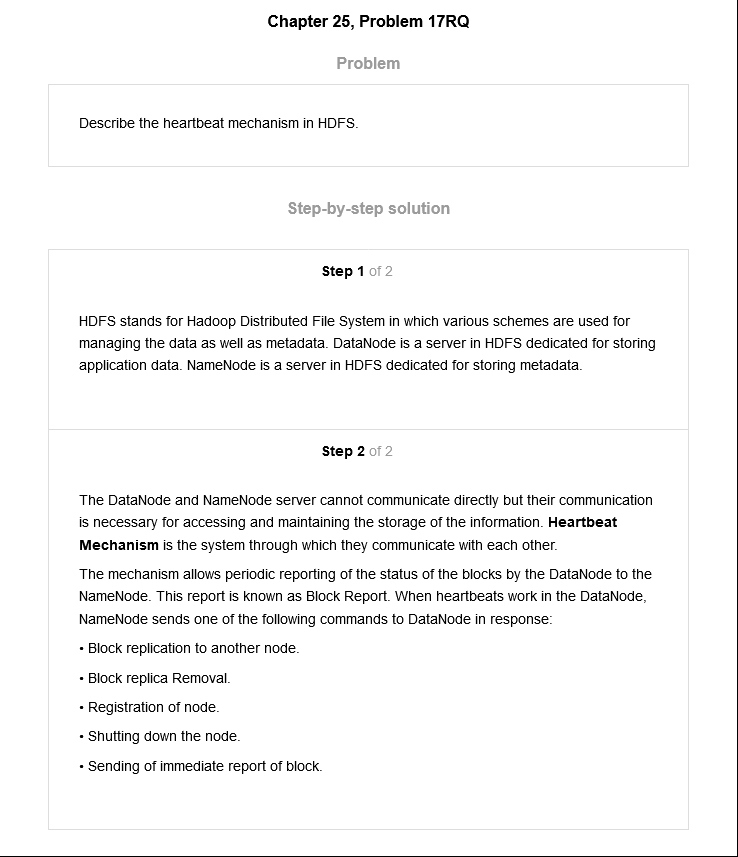 Chapter 25, Problem 17RQ
Problem
Describe the heartbeat mechanism in HDFS.
Step-by-step solution
Step 1 of 2
HDFS stands for Hadoop Distributed File System in which various schemes are used for
managing the data as well as metadata. DataNode is a server in HDFS dedicated for storing
application data. NameNode is a server in HDFS dedicated for storing metadata.
Step 2 of 2
The DataNode and NameNode server cannot communicate directly but their communication
is necessary for accessing and maintaining the storage of the information. Heartbeat
Mechanism is the system through which they communicate with each other.
The mechanism allows periodic reporting of the status of the blocks by the DataNode to the
NameNode. This report is known as Block Report. When heartbeats work in the DataNode,
NameNode sends one of the following commands to DataNode in response:
• Block replication to another node.
• Block replica Removal.
• Registration of node.
• Shutting down the node.
• Sending of immediate report of block.